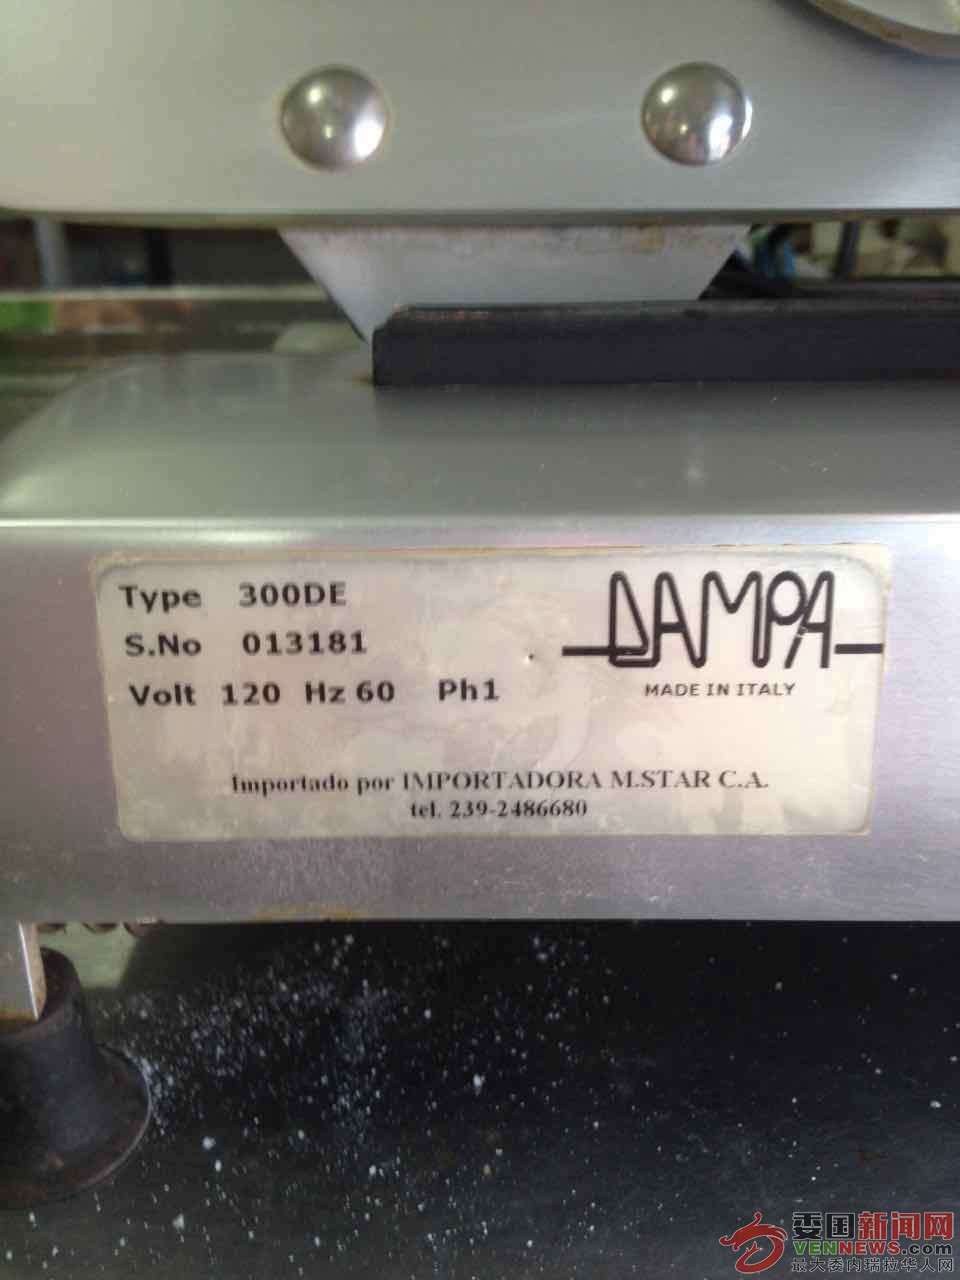 Type 300DE
S.No 013181
Volt 120 Hz 60 Ph1
DAMPA
MADE IN ITALY
Importado por IMPORTADORA M.STAR C.A.
tel. 239-2486680
委国新闻网
VENNEWS.com
最大委内瑞拉华人网